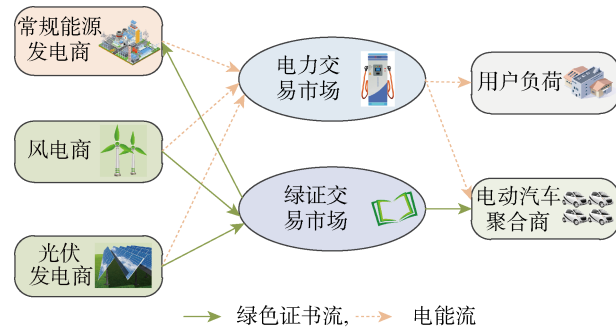 常规能源
发电商
电力交
易市场
用户负荷
风电商
绿证交
易市场
电动汽车
聚合商
光伏
发电商
绿色证书流,
电能流